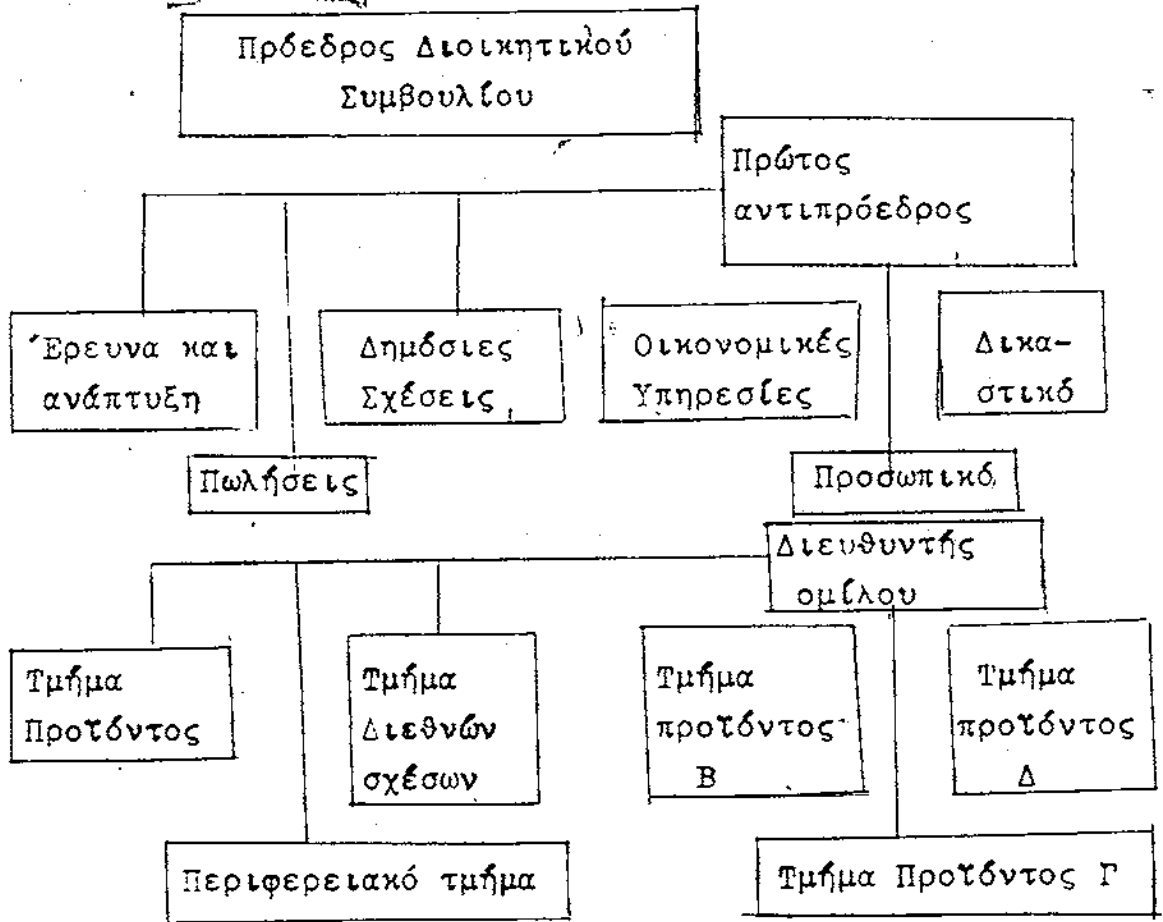 Πρόεδρος Διοικητικού
Συμβουλίου
Πρώτος
αντιπρόεδρος
Έρευνα και
ανάπτυξη
Δημόσιες
Σχέσεις
Οικονομικές
Υπηρεσίες
Δικα-
στικό
Πωλήσεις
Προσωπικό
Διευθυντής
ομίλου
Τμήμα
Προϊόντος
Τμήμα
Διεθνών
σχέσων
Τμήμα
προϊόντος
Β
Τμήμα
προϊόντος
Δ
Περιφερειακό τμήμα
Τμήμα Προϊόντος Γ